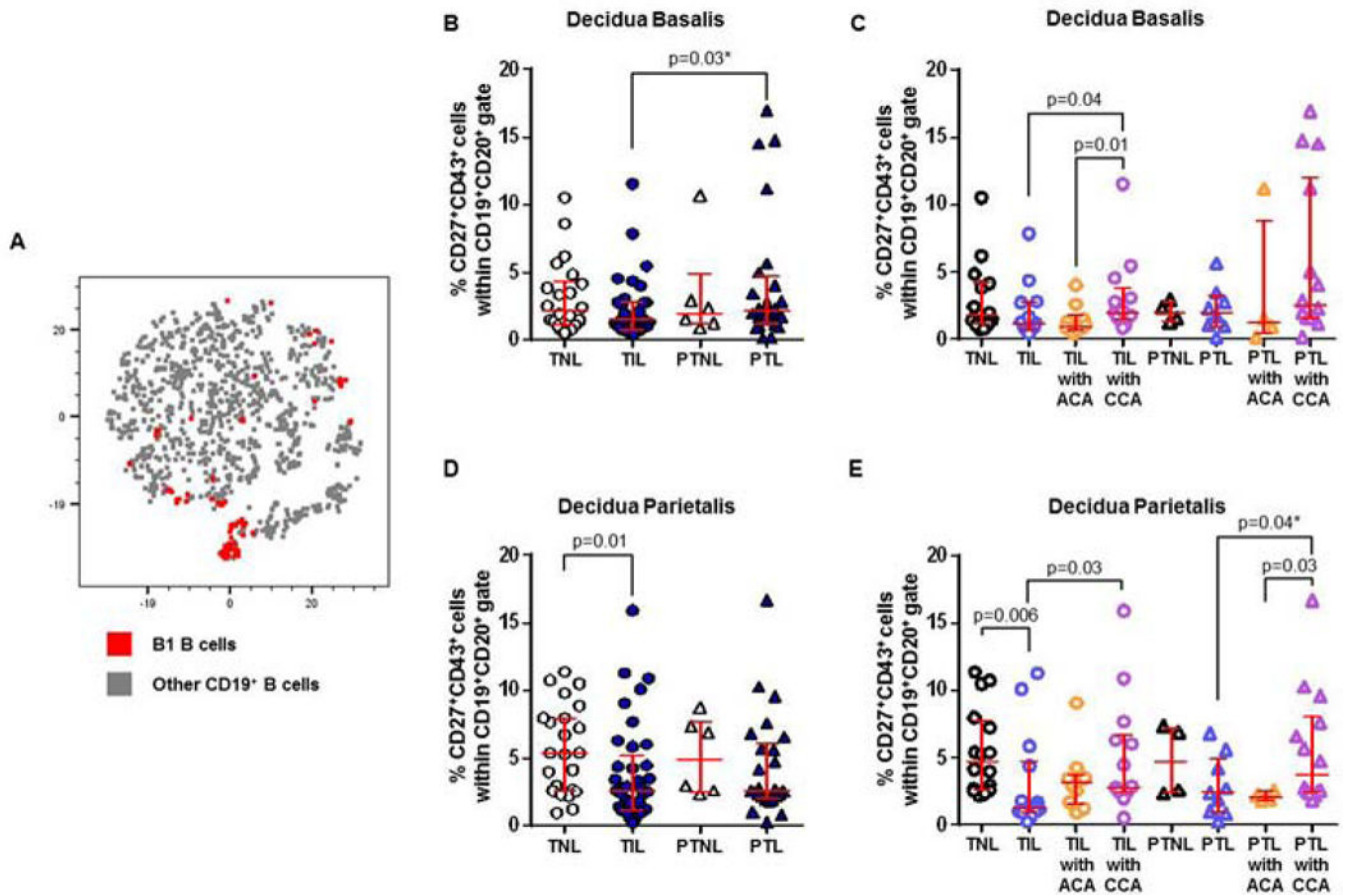 A
20
0
-19
-19
0
20
B1 B cells
Other CD19⁺ B cells
B
Decidua Basalis
% CD27⁺CD43⁺ cells
within CD19⁺CD20⁺ gate
p=0.03*
20
15
10
5
0
TNL
TIL
PTNL
PTL
C
Decidua Basalis
% CD27⁺CD43⁺ cells
within CD19⁺CD20⁺ gate
p=0.04
p=0.01
20
15
10
5
0
TNL
TIL
TIL
with
ACA
TIL
with
CCA
PTNL
PTL
PTL
with
ACA
PTL
with
CCA
D
Decidua Parietalis
% CD27⁺CD43⁺ cells
within CD19⁺CD20⁺ gate
p=0.01
20
15
10
5
0
TNL
TIL
PTNL
PTL
E
Decidua Parietalis
% CD27⁺CD43⁺ cells
within CD19⁺CD20⁺ gate
p=0.04*
p=0.03
p=0.03
p=0.006
20
15
10
5
0
TNL
TIL
TIL
with
ACA
TIL
with
CCA
PTNL
PTL
PTL
with
ACA
PTL
with
CCA